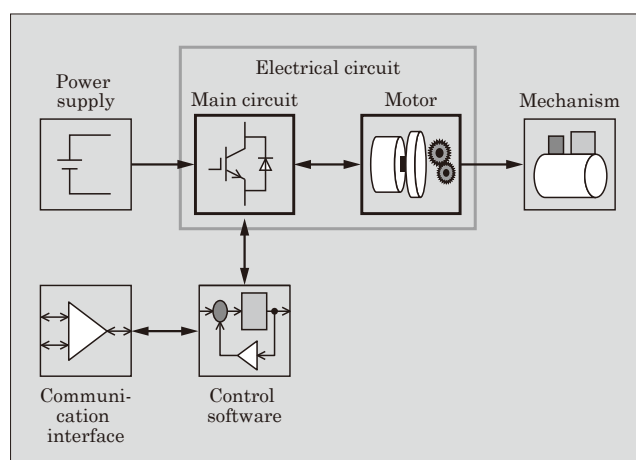 Electrical circuit
Power
supply
Main circuit
Motor
Mechanism
Communi-
cation
interface
Control
software